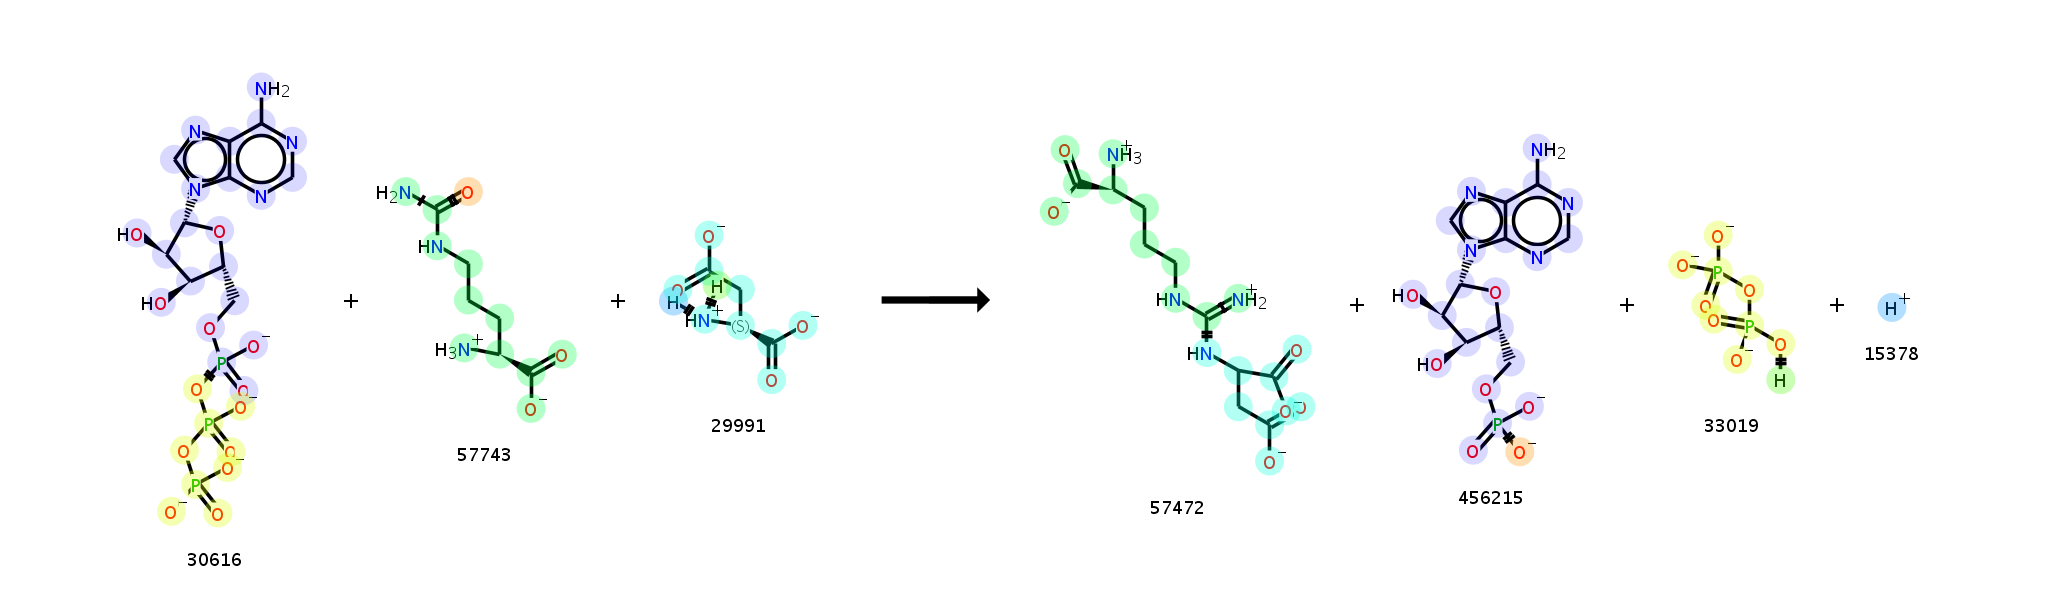 NH2
N
N
N
N
HO
O
HO
O
O−
P
O
O
O−
P
O
O
O−
P
O−
O
30616
+
H2N
O
HN
H3N+
O
O−
57743
+
O−
O
H
H
HN+
(S)
O−
O
29991
O
NH3+
O−
HN
NH2+
HN
O
O−
O
O−
57472
+
NH2
N
N
N
N
HO
O
HO
O
P
O−
O
O−
456215
+
O−
O−
P
O
O
O
P
O
O−
H
33019
+
H+
15378